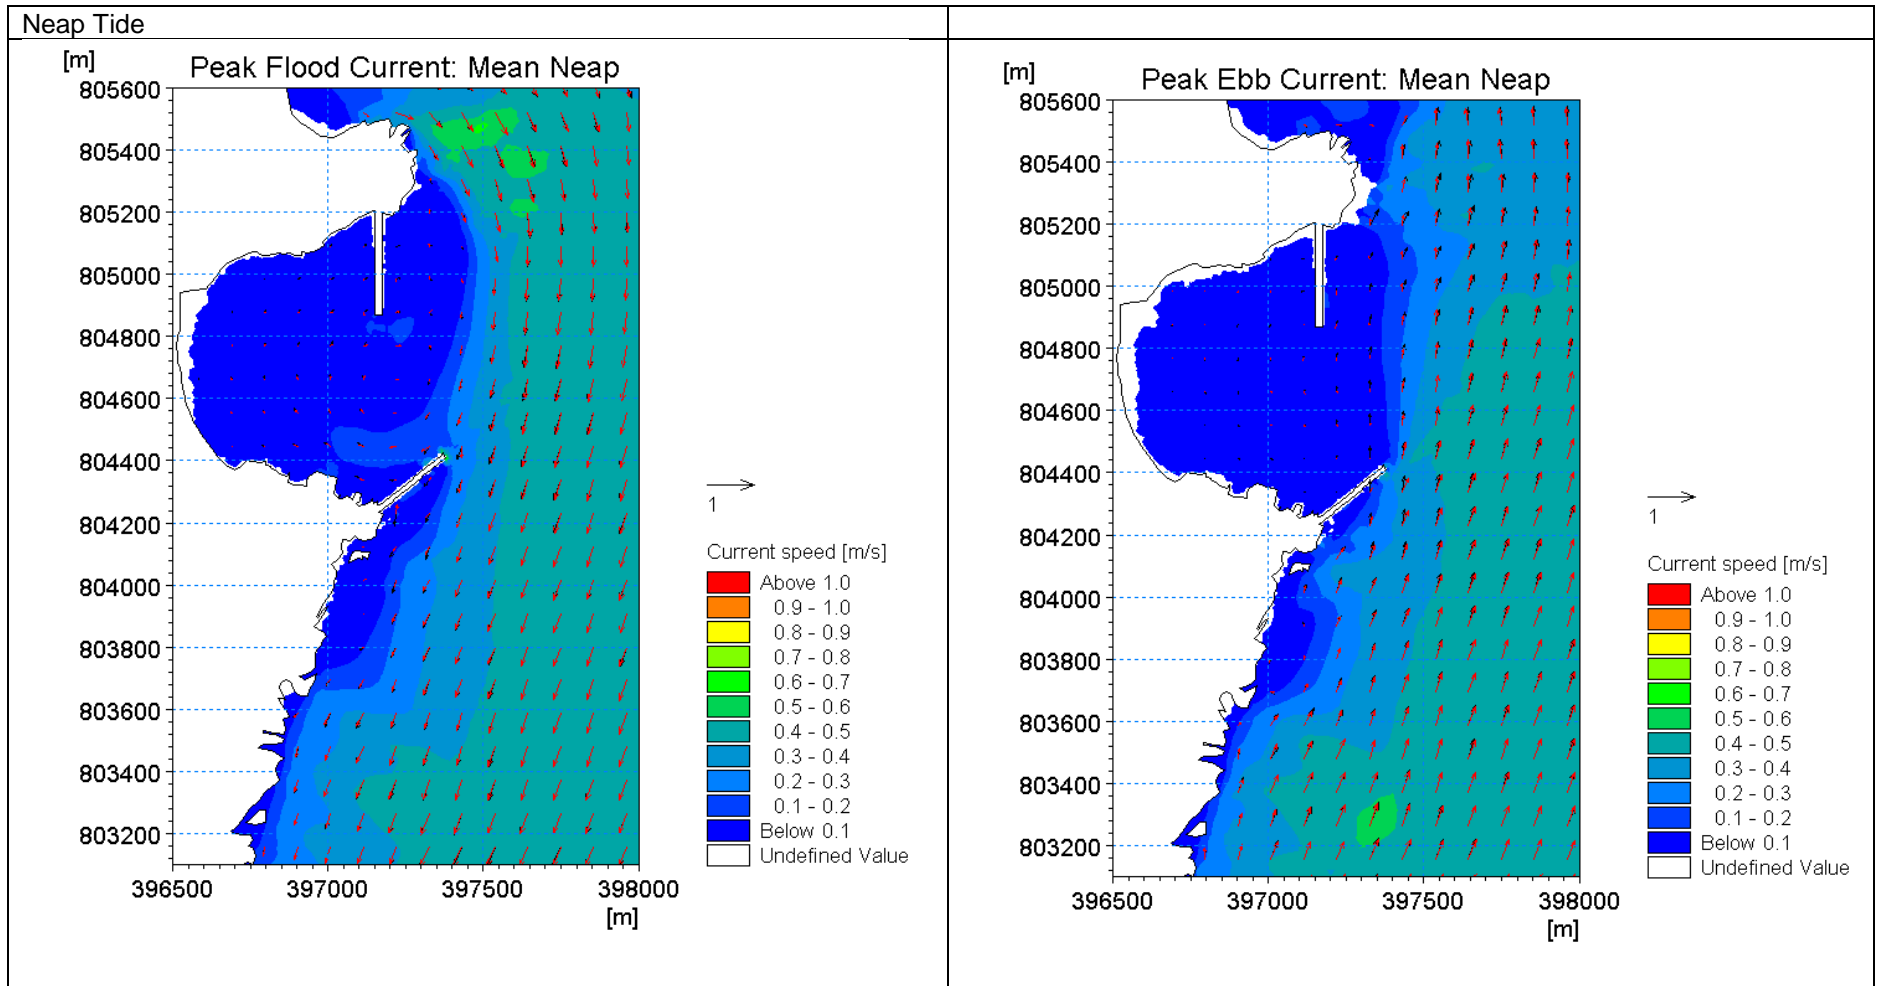 Neap Tide
[m]
Peak Flood Current: Mean Neap
805600
805400
805200
805000
804800
804600
804400
804200
804000
803800
803600
803400
803200
396500 397000 397500 398000
[m]
1
Current speed [m/s]
Above 1.0
0.9 - 1.0
0.8 - 0.9
0.7 - 0.8
0.6 - 0.7
0.5 - 0.6
0.4 - 0.5
0.3 - 0.4
0.2 - 0.3
0.1 - 0.2
Below 0.1
Undefined Value
[m]
Peak Ebb Current: Mean Neap
805600
805400
805200
805000
804800
804600
804400
804200
804000
803800
803600
803400
803200
396500 397000 397500 398000
[m]
1
Current speed [m/s]
Above 1.0
0.9 - 1.0
0.8 - 0.9
0.7 - 0.8
0.6 - 0.7
0.5 - 0.6
0.4 - 0.5
0.3 - 0.4
0.2 - 0.3
0.1 - 0.2
Below 0.1
Undefined Value